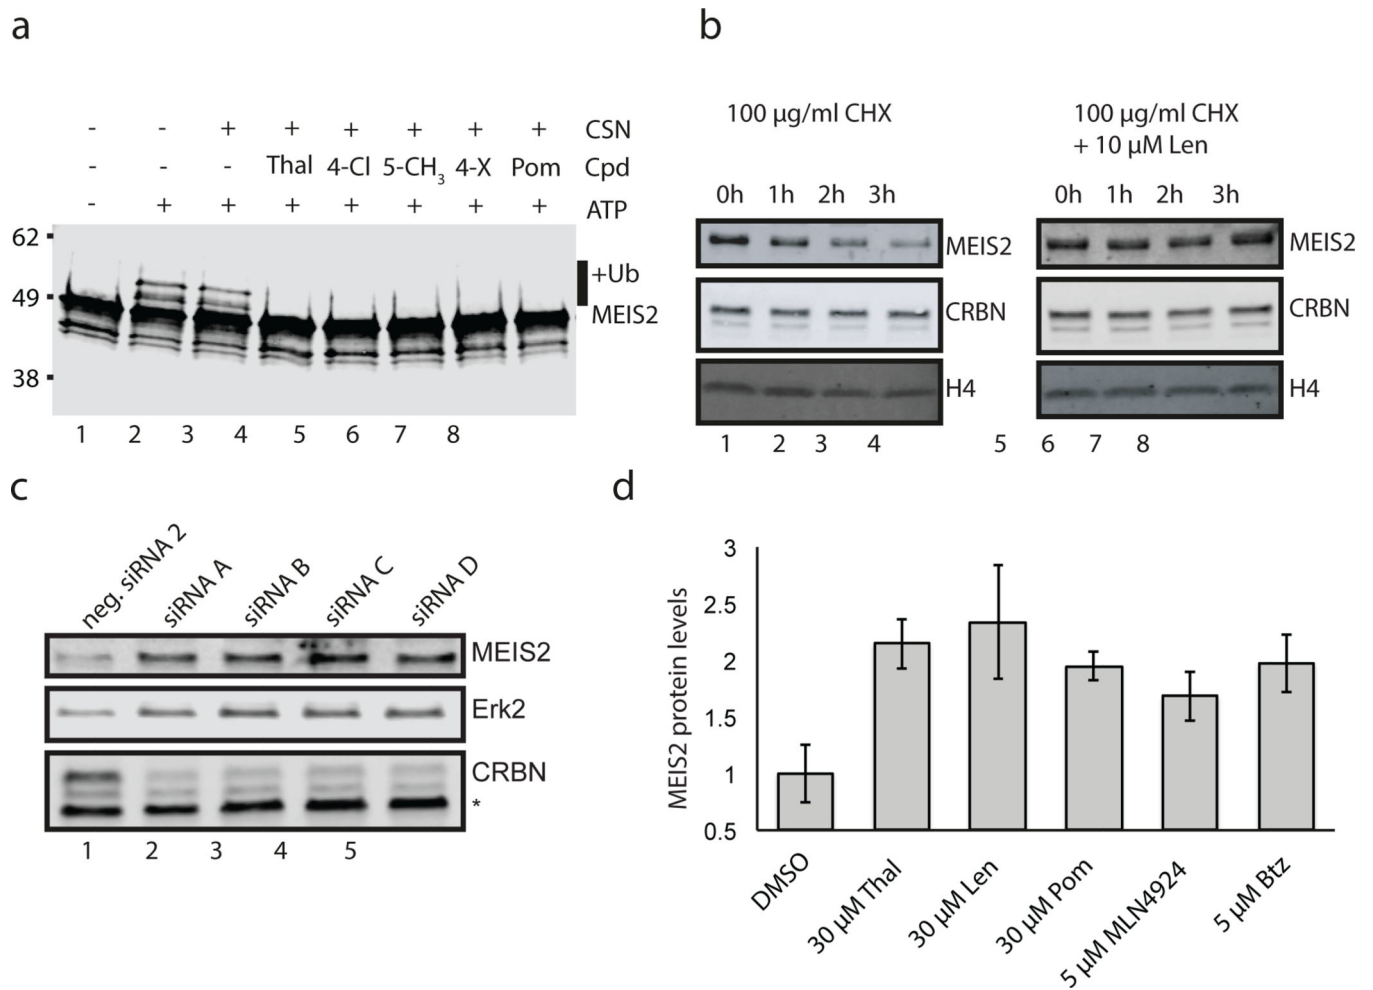 a
- - + + + + + + CSN
- - - Thal 4-Cl 5-CH3 4-X Pom Cpd
- + + + + + + + ATP
62
49
38
+Ub
MEIS2
1 2 3 4 5 6 7 8
b
100 µg/ml CHX
0h 1h 2h 3h
MEIS2
CRBN
H4
1 2 3 4
100 µg/ml CHX
+ 10 µM Len
0h 1h 2h 3h
MEIS2
CRBN
H4
5 6 7 8
c
neg. siRNA 2
siRNA A
siRNA B
siRNA C
siRNA D
MEIS2
Erk2
CRBN
*
1 2 3 4 5
d
MEIS2 protein levels
3
2.5
2
1.5
1
0.5
DMSO
30 µM Thal
30 µM Len
30 µM Pom
5 µM MLN4924
5 µM Btz